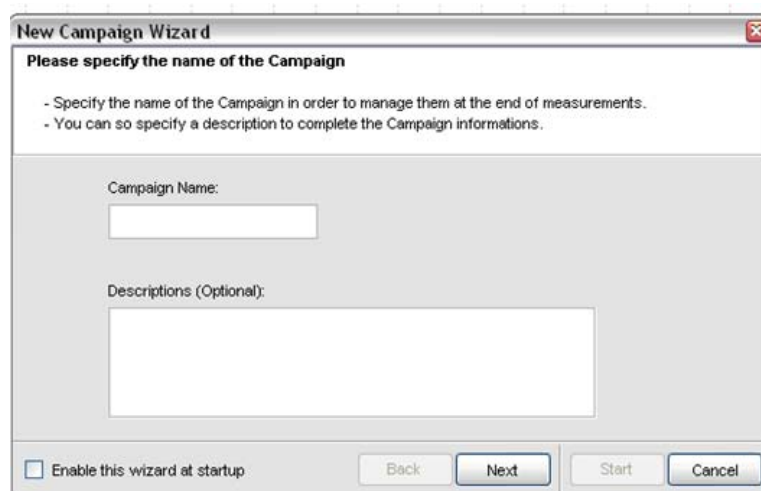 New Campaign Wizard
Please specify the name of the Campaign
- Specify the name of the Campaign in order to manage them at the end of measurements.
- You can so specify a description to complete the Campaign informations.
Campaign Name:
Descriptions (Optional):
Enable this wizard at startup
Back
Next
Start
Cancel